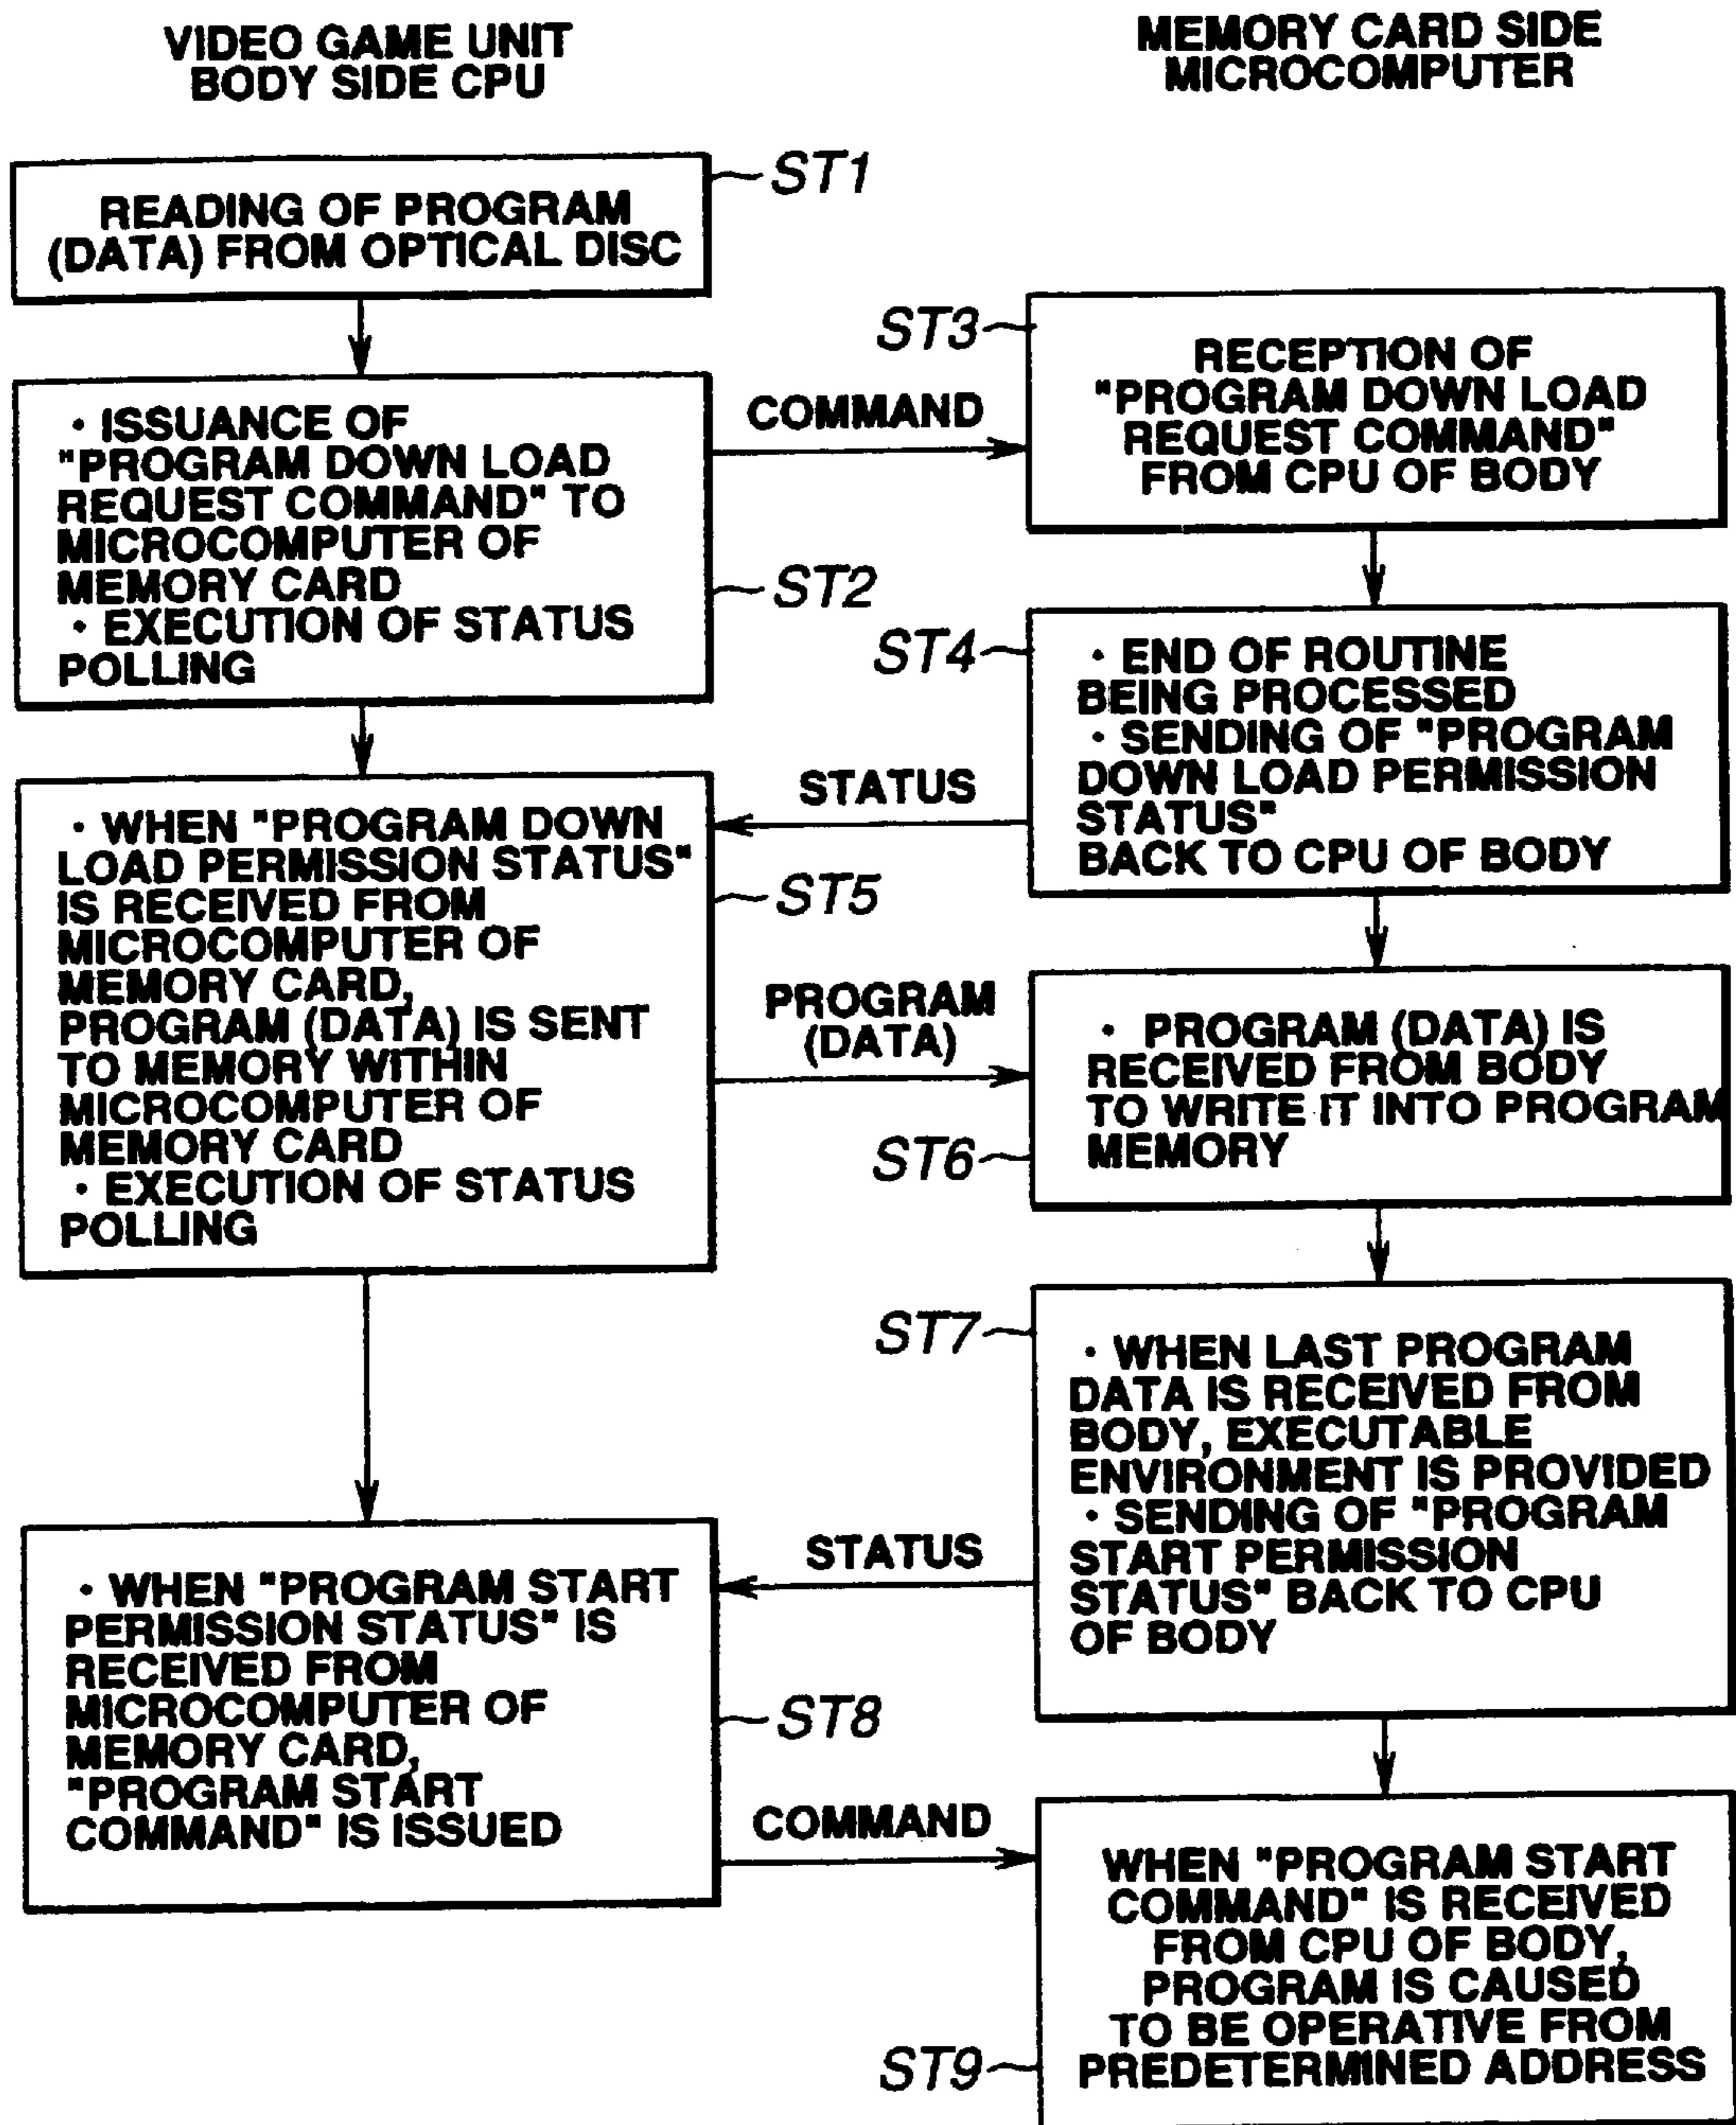 VIDEO GAME UNIT
BODY SIDE CPU
MEMORY CARD SIDE
MICROCOMPUTER
ST1
READING OF PROGRAM
(DATA) FROM OPTICAL DISC
ST3
RECEPTION OF
"PROGRAM DOWN LOAD
REQUEST COMMAND"
FROM CPU OF BODY
COMMAND
• ISSUANCE OF
"PROGRAM DOWN LOAD
REQUEST COMMAND" TO
MICROCOMPUTER OF
MEMORY CARD
• EXECUTION OF STATUS
POLLING
ST2
ST4
• END OF ROUTINE
BEING PROCESSED
• SENDING OF "PROGRAM
DOWN LOAD PERMISSION
STATUS"
BACK TO CPU OF BODY
STATUS
• WHEN "PROGRAM DOWN
LOAD PERMISSION STATUS"
IS RECEIVED FROM
MICROCOMPUTER OF
MEMORY CARD,
PROGRAM (DATA) IS SENT
TO MEMORY WITHIN
MICROCOMPUTER OF
MEMORY CARD
• EXECUTION OF STATUS
POLLING
ST5
PROGRAM
(DATA)
• PROGRAM (DATA) IS
RECEIVED FROM BODY
TO WRITE IT INTO PROGRAM
MEMORY
ST6
ST7
• WHEN LAST PROGRAM
DATA IS RECEIVED FROM
BODY, EXECUTABLE
ENVIRONMENT IS PROVIDED
• SENDING OF "PROGRAM
START PERMISSION
STATUS" BACK TO CPU
OF BODY
STATUS
• WHEN "PROGRAM START
PERMISSION STATUS" IS
RECEIVED FROM
MICROCOMPUTER OF
MEMORY CARD,
"PROGRAM START
COMMAND" IS ISSUED
ST8
COMMAND
WHEN "PROGRAM START
COMMAND" IS RECEIVED
FROM CPU OF BODY,
PROGRAM IS CAUSED
TO BE OPERATIVE FROM
PREDETERMINED ADDRESS
ST9